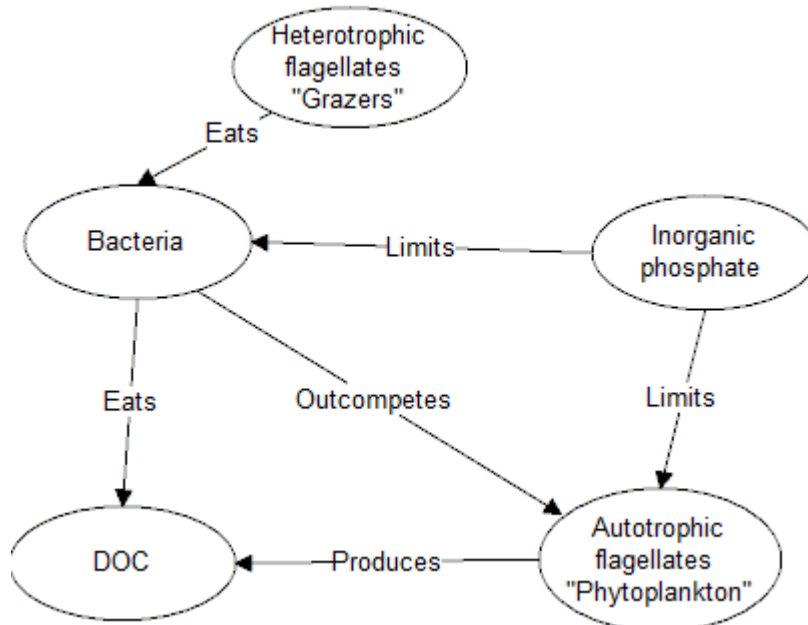 Heterotrophic
flagellates
"Grazers"
Eats
Bacteria
Limits
Inorganic
phosphate
Eats
Outcompetes
Limits
DOC
Produces
Autotrophic
flagellates
"Phytoplankton"